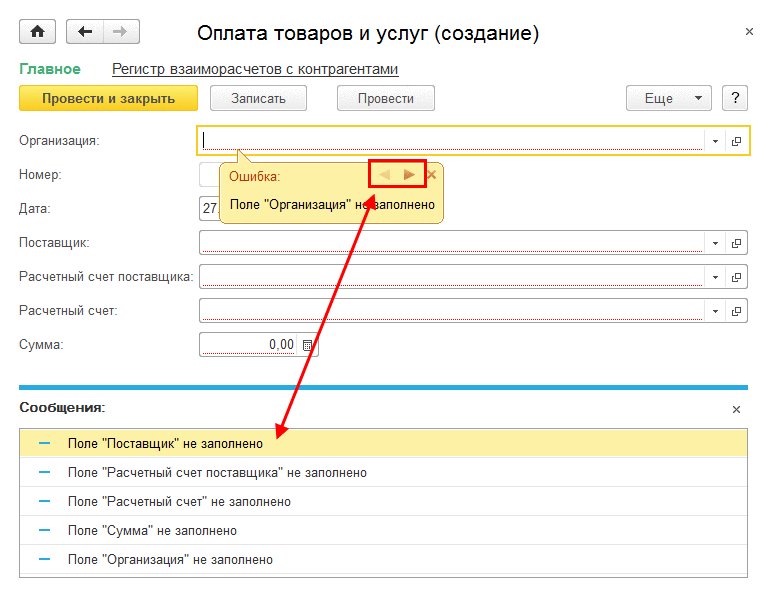 Оплата товаров и услуг (создание)
Главное Регистр взаиморасчетов с контрагентами
Провести и закрыть Записать Провести Еще ?
Организация:
Номер:
Ошибка:
Поле "Организация" не заполнено
Дата: 27.
Поставщик:
Расчетный счет поставщика:
Расчетный счет:
Сумма: 0,00
Сообщения:
Поле "Поставщик" не заполнено
Поле "Расчетный счет поставщика" не заполнено
Поле "Расчетный счет" не заполнено
Поле "Сумма" не заполнено
Поле "Организация" не заполнено